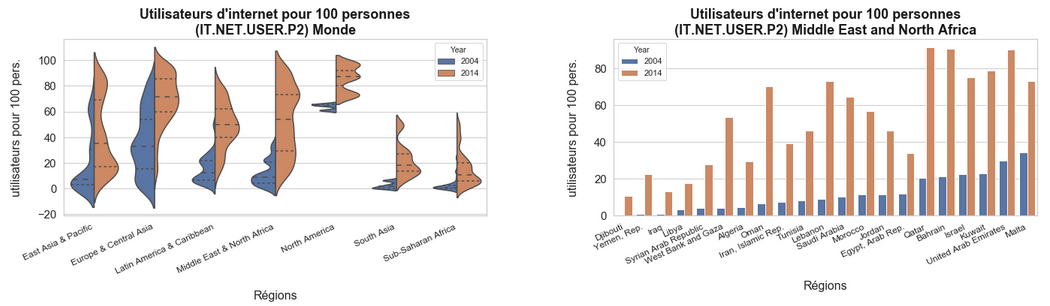 Utilisateurs d'internet pour 100 personnes
(IT.NET.USER.P2) Monde
utilisateurs pour 100 pers.
100
80
60
40
20
0
−20
Year
2004
2014
East Asia & Pacific
Europe & Central Asia
Latin America & Caribbean
Middle East & North Africa
North America
South Asia
Sub-Saharan Africa
Régions
Utilisateurs d'internet pour 100 personnes
(IT.NET.USER.P2) Middle East and North Africa
utilisateurs pour 100 pers.
80
60
40
20
0
Year
2004
2014
Djibouti
Yemen, Rep.
Iraq
Libya
Syrian Arab Republic
West Bank and Gaza
Algeria
Oman
Iran, Islamic Rep.
Tunisia
Lebanon
Saudi Arabia
Morocco
Jordan
Egypt, Arab Rep.
Qatar
Bahrain
Israel
Kuwait
United Arab Emirates
Malta
Régions